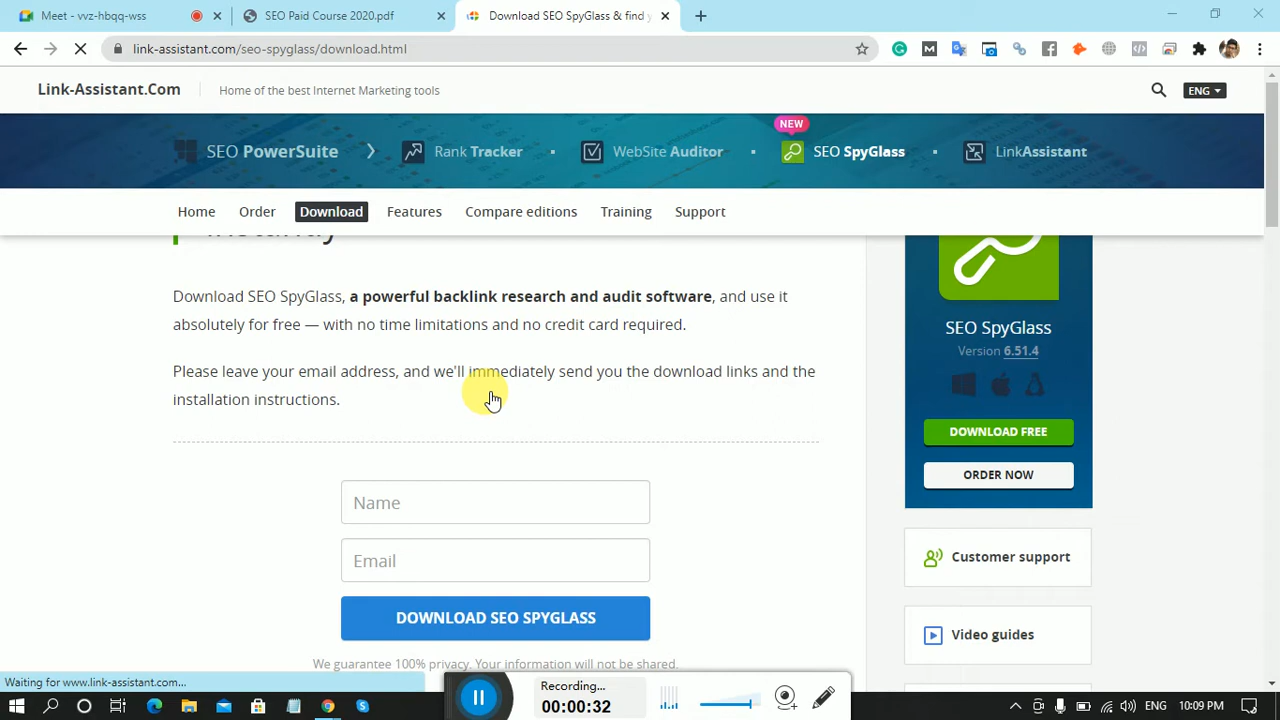 Meet - vvz-hbqq-wss
SEO Paid Course 2020.pdf
Download SEO SpyGlass & find y
link-assistant.com/seo-spyglass/download.html
Link-Assistant.Com
Home of the best Internet Marketing tools
ENG
NEW
SEO PowerSuite
Rank Tracker
WebSite Auditor
SEO SpyGlass
LinkAssistant
Home
Order
Download
Features
Compare editions
Training
Support
Download SEO SpyGlass, a powerful backlink research and audit software, and use it
absolutely for free — with no time limitations and no credit card required.
Please leave your email address, and we'll immediately send you the download links and the
installation instructions.
Name
Email
DOWNLOAD SEO SPYGLASS
We guarantee 100% privacy. Your information will not be shared.
SEO SpyGlass
Version 6.51.4
DOWNLOAD FREE
ORDER NOW
Customer support
Video guides
Waiting for www.link-assistant.com...
Recording...
00:00:32
ENG
10:09 PM